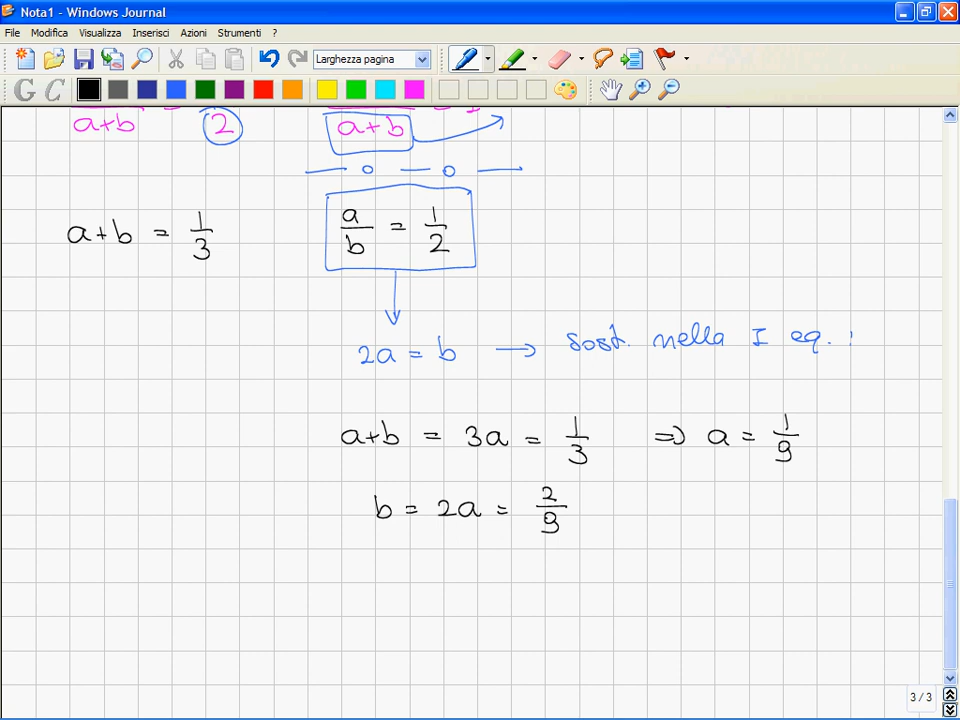 Nota1 - Windows Journal
File Modifica Visualizza Inserisci Azioni Strumenti ?
Larghezza pagina
G C
a+b 2 a+b
a+b = 1/3 a/b = 1/2
2a = b → sost. nella I eq. :
a+b = 3a = 1/3 => a = 1/9
b = 2a = 2/9
3 / 3